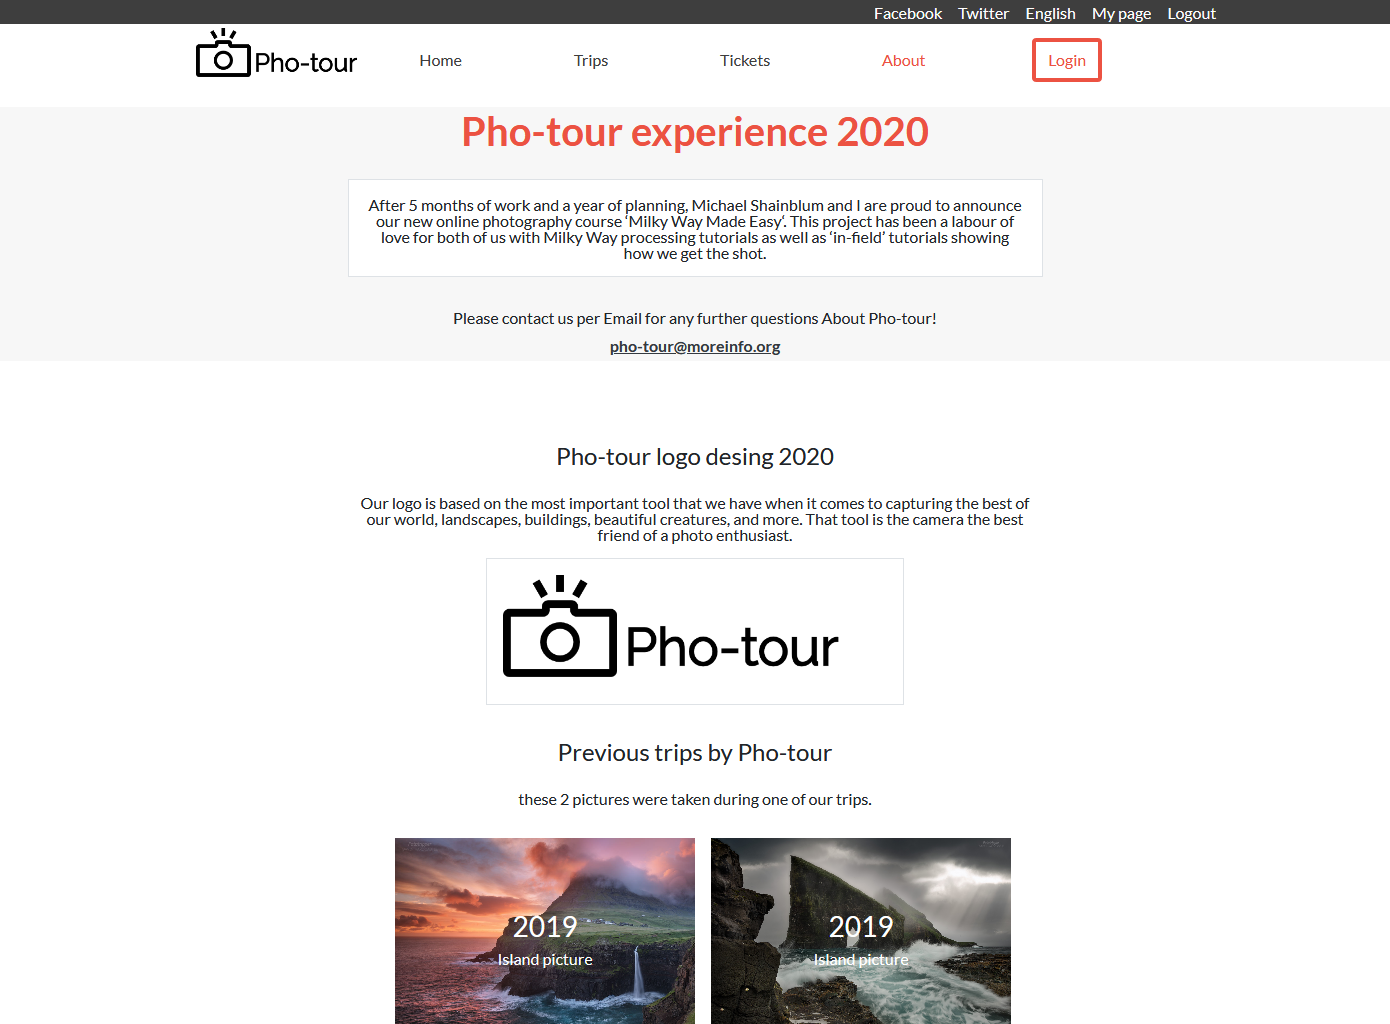 Facebook Twitter English My page Logout
Pho-tour Home Trips Tickets About Login
Pho-tour experience 2020
After 5 months of work and a year of planning, Michael Shainblum and I are proud to announce
our new online photography course ‘Milky Way Made Easy‘. This project has been a labour of
love for both of us with Milky Way processing tutorials as well as ‘in-field’ tutorials showing
how we get the shot.
Please contact us per Email for any further questions About Pho-tour!
pho-tour@moreinfo.org
Pho-tour logo desing 2020
Our logo is based on the most important tool that we have when it comes to capturing the best of
our world, landscapes, buildings, beautiful creatures, and more. That tool is the camera the best
friend of a photo enthusiast.
Pho-tour
Previous trips by Pho-tour
these 2 pictures were taken during one of our trips.
2019 2019
Island picture Island picture